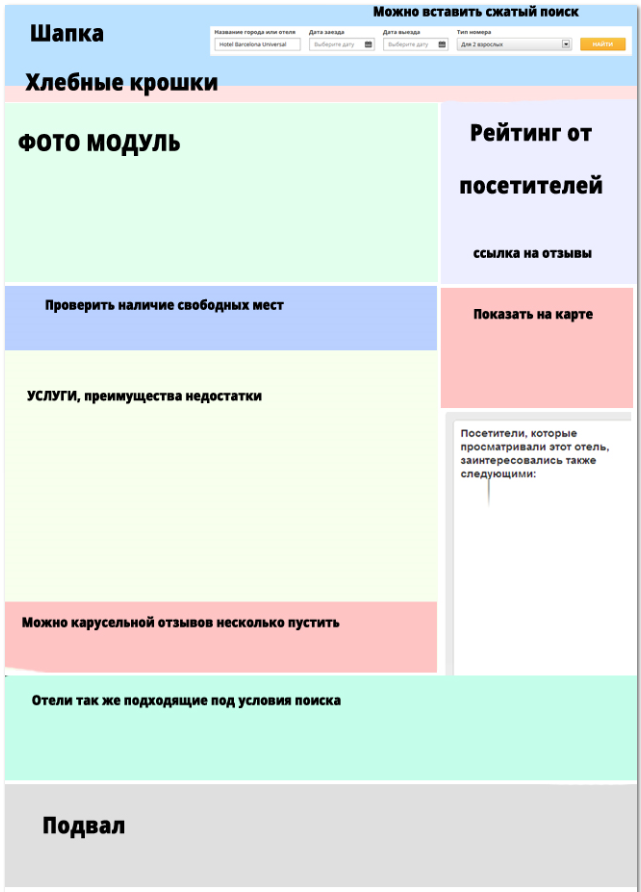 Можно вставить сжатый поиск
Шапка
Название города или отеля Дата заезда Дата выезда Тип номера
Hotel Barcelona Universal Выберите дату Выберите дату Для 2 взрослых НАЙТИ
Хлебные крошки
ФОТО МОДУЛЬ
Рейтинг от
посетителей
ссылка на отзывы
Проверить наличие свободных мест
Показать на карте
УСЛУГИ, преимущества недостатки
Посетители, которые
просматривали этот отель,
заинтересовались также
следующими:
Можно карусельной отзывов несколько пустить
Отели так же подходящие под условия поиска
Подвал